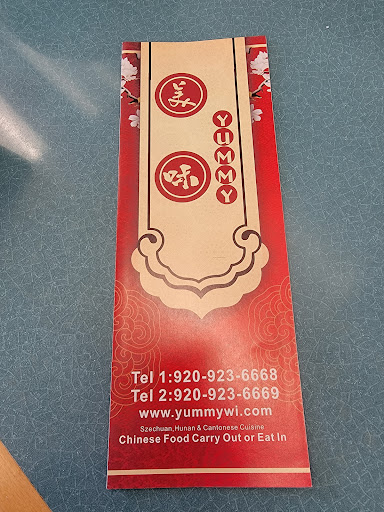 美
味
YUMMY
Tel 1:920-923-6668
Tel 2:920-923-6669
www.yummywi.com
Szechuan,Hunan & Cantonese Cuisine
Chinese Food Carry Out or Eat In